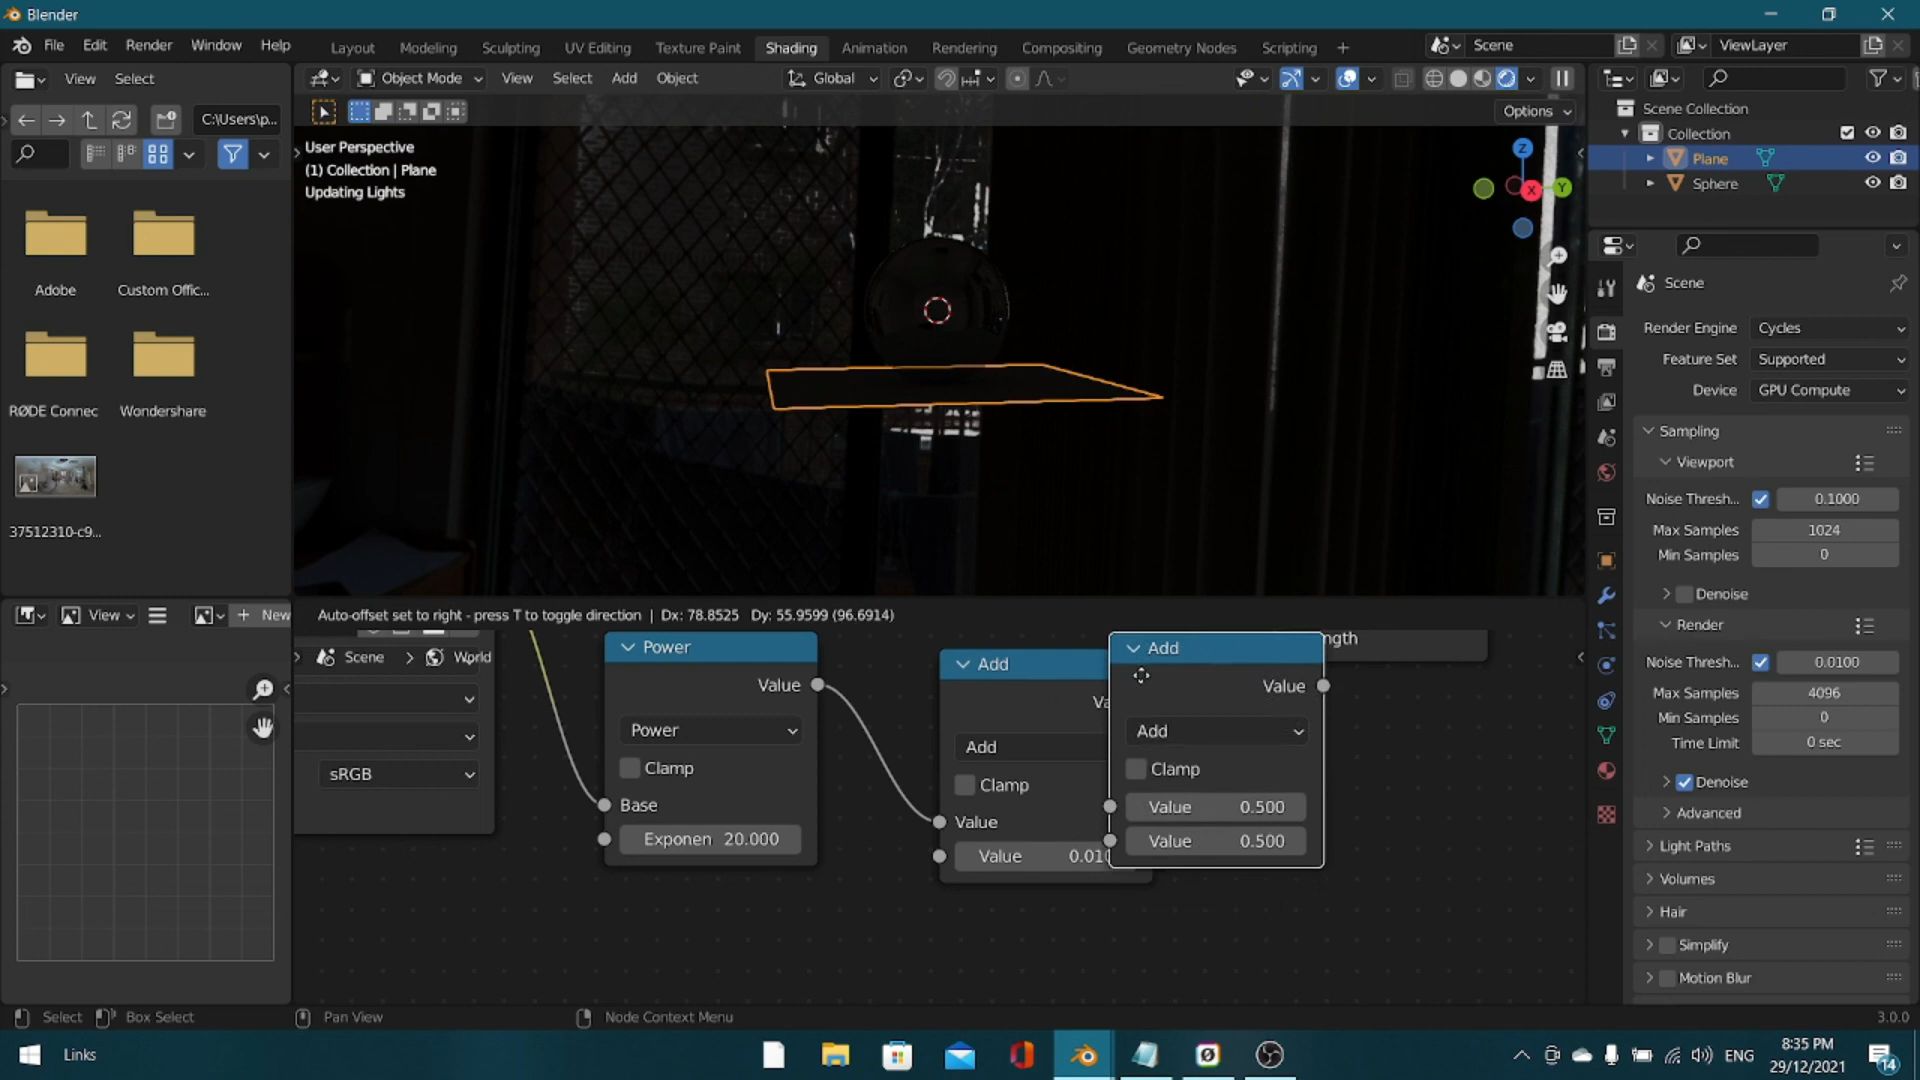 Blender
File Edit Render Window Help
Layout Modeling Sculpting UV Editing Texture Paint Shading Animation Rendering Compositing Geometry Nodes Scripting
Scene
ViewLayer
View Select
Object Mode View Select Add Object
Global
C:\Users\p...
Options
User Perspective
(1) Collection | Plane
Updating Lights
Z
X
Y
Adobe
Custom Offic...
RØDE Connec
Wondershare
37512310-c9...
Scene Collection
Collection
Plane
Sphere
Scene
Render Engine Cycles
Feature Set Supported
Device GPU Compute
Sampling
Viewport
Noise Thresh... 0.1000
Max Samples 1024
Min Samples 0
Denoise
Render
Noise Thresh... 0.0100
Max Samples 4096
Min Samples 0
Time Limit 0 sec
Denoise
Advanced
Light Paths
Volumes
Hair
Simplify
Motion Blur
View
New
Auto-offset set to right - press T to toggle direction | Dx: 78.8525 Dy: 55.9599 (96.6914)
Scene
World
sRGB
Power
Value
Power
Clamp
Base
Exponen 20.000
Add
Va
Add
Clamp
Value
Value 0.01
Add
Value
Add
Clamp
Value 0.500
Value 0.500
ngth
Select Box Select Pan View Node Context Menu
3.0.0
Links
ENG
8:35 PM
29/12/2021
14